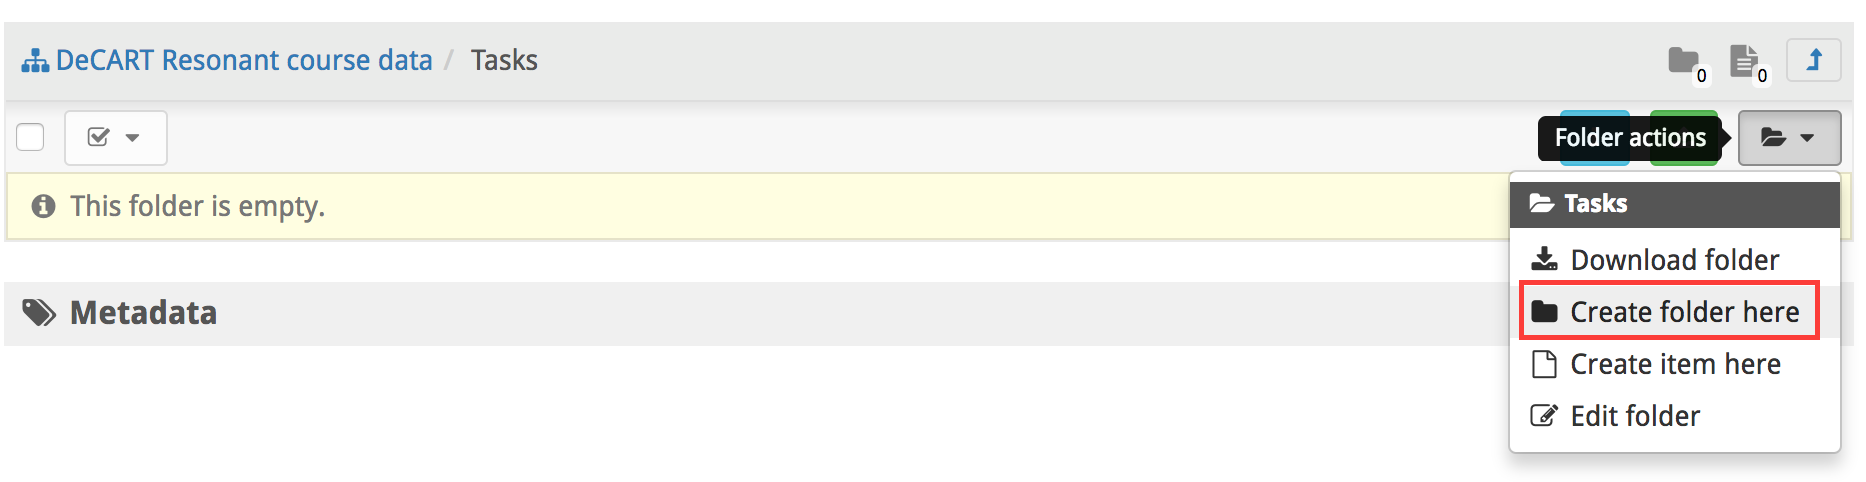 DeCART Resonant course data / Tasks
0
0
Folder actions
This folder is empty.
Tasks
Download folder
Metadata
Create folder here
Create item here
Edit folder